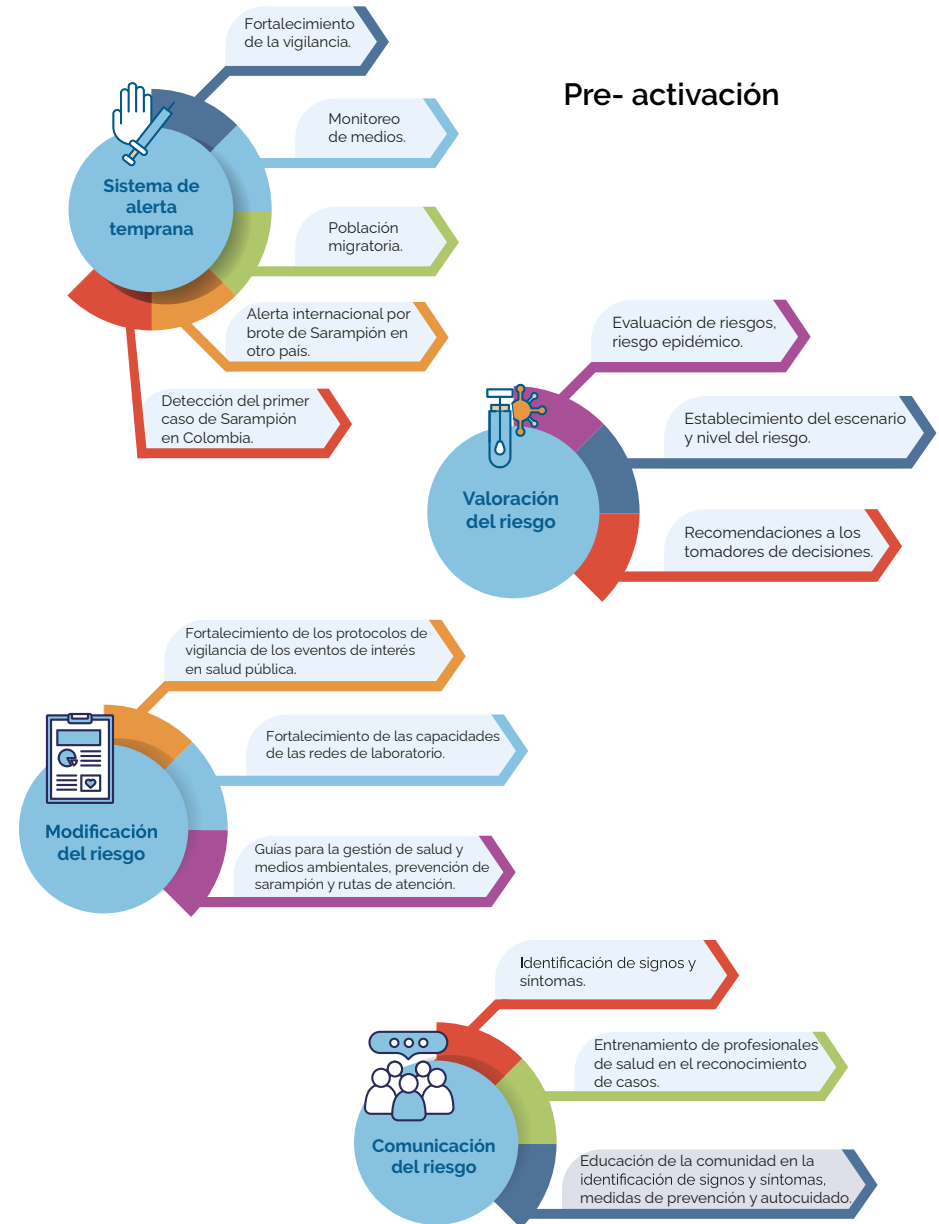 Pre- activación
Fortalecimiento
de la vigilancia.
Monitoreo
de medios.
Sistema de
alerta
temprana
Población
migratoria.
Alerta internacional por
brote de Sarampión en
otro país.
Detección del primer
caso de Sarampión
en Colombia.
Evaluación de riesgos,
riesgo epidémico.
Establecimiento del escenario
y nivel del riesgo.
Valoración
del riesgo
Recomendaciones a los
tomadores de decisiones.
Fortalecimiento de los protocolos de
vigilancia de los eventos de interés
en salud pública.
Fortalecimiento de las capacidades
de las redes de laboratorio.
Modificación
del riesgo
Guías para la gestión de salud y
medios ambientales, prevención de
sarampión y rutas de atención.
Identificación de signos y
síntomas.
Entrenamiento de profesionales
de salud en el reconocimiento
de casos.
Comunicación
del riesgo
Educación de la comunidad en la
identificación de signos y síntomas,
medidas de prevención y autocuidado.